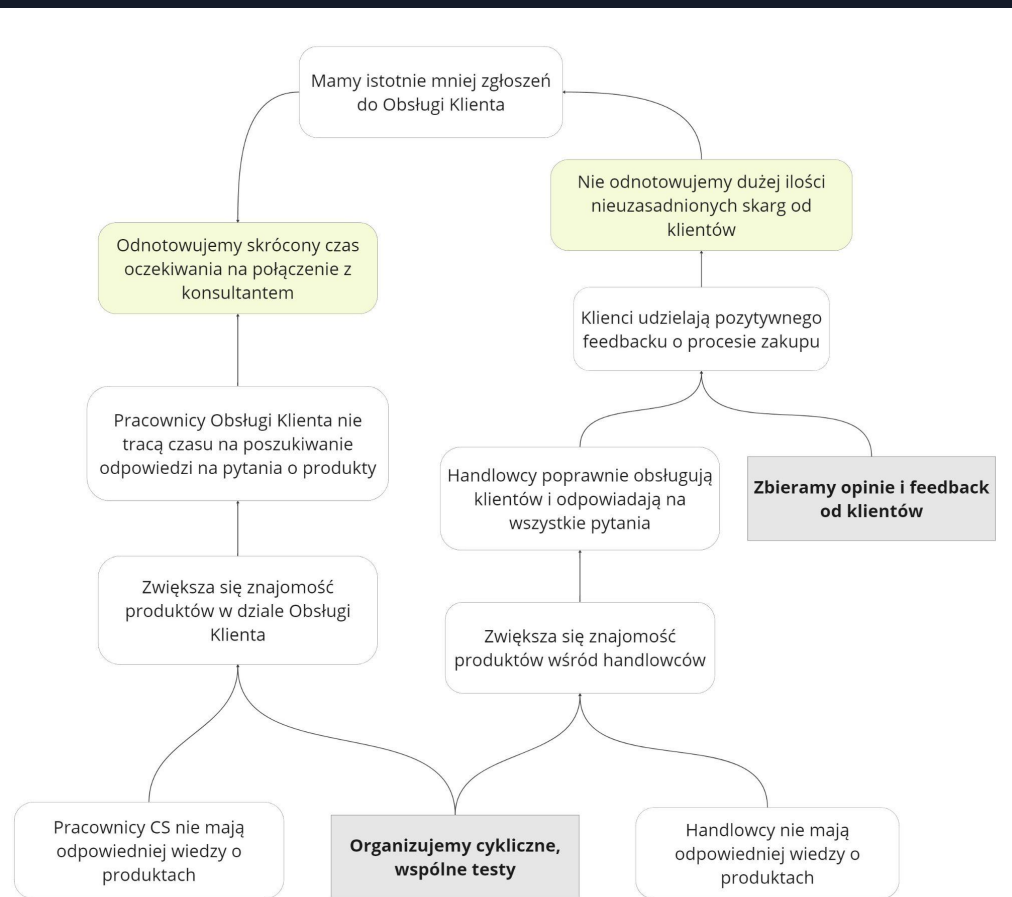 Mamy istotnie mniej zgłoszeń
do Obsługi Klienta
Nie odnotowujemy dużej ilości
nieuzasadnionych skarg od
klientów
Odnotowujemy skrócony czas
oczekiwania na połączenie z
konsultantem
Klienci udzielają pozytywnego
feedbacku o procesie zakupu
Pracownicy Obsługi Klienta nie
tracą czasu na poszukiwanie
odpowiedzi na pytania o produkty
Handlowcy poprawnie obsługują
klientów i odpowiadają na
wszystkie pytania
Zbieramy opinie i feedback
od klientów
Zwiększa się znajomość
produktów w dziale Obsługi
Klienta
Zwiększa się znajomość
produktów wśród handlowców
Pracownicy CS nie mają
odpowiedniej wiedzy o
produktach
Organizujemy cykliczne,
wspólne testy
Handlowcy nie mają
odpowiedniej wiedzy o
produktach